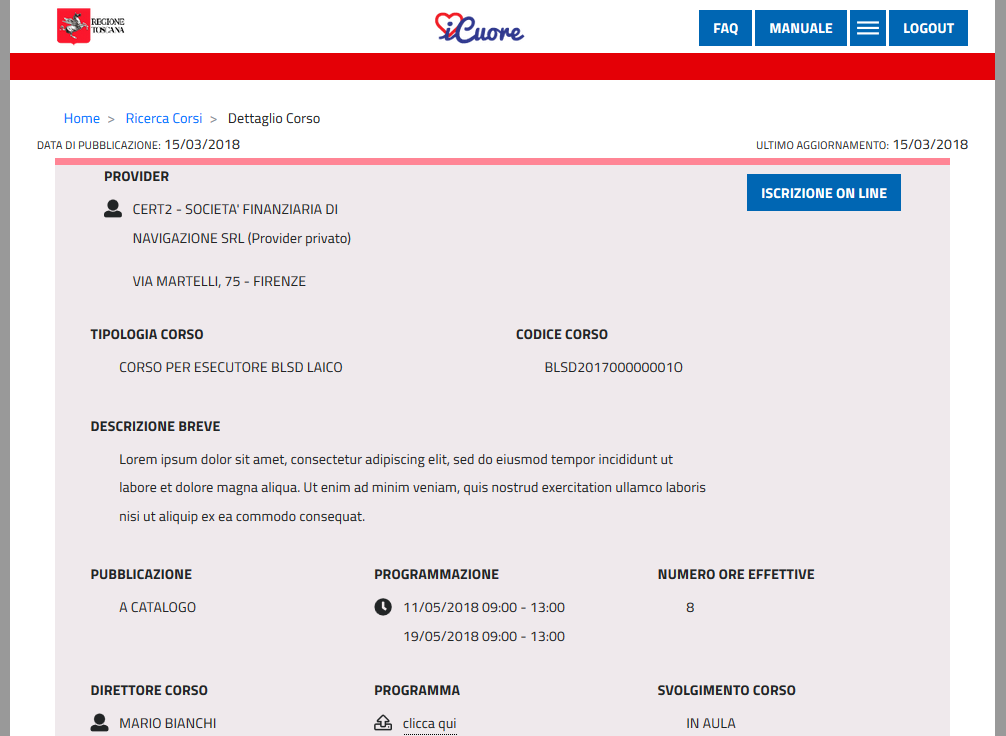 REGIONE
TOSCANA
iCuore
FAQ
MANUALE
LOGOUT
Home > Ricerca Corsi > Dettaglio Corso
DATA DI PUBBLICAZIONE: 15/03/2018
ULTIMO AGGIORNAMENTO: 15/03/2018
PROVIDER
ISCRIZIONE ON LINE
CERT2 - SOCIETA' FINANZIARIA DI
NAVIGAZIONE SRL (Provider privato)
VIA MARTELLI, 75 - FIRENZE
TIPOLOGIA CORSO
CORSO PER ESECUTORE BLSD LAICO
CODICE CORSO
BLSD201700000001O
DESCRIZIONE BREVE
Lorem ipsum dolor sit amet, consectetur adipiscing elit, sed do eiusmod tempor incididunt ut
labore et dolore magna aliqua. Ut enim ad minim veniam, quis nostrud exercitation ullamco laboris
nisi ut aliquip ex ea commodo consequat.
PUBBLICAZIONE
A CATALOGO
PROGRAMMAZIONE
11/05/2018 09:00 - 13:00
19/05/2018 09:00 - 13:00
NUMERO ORE EFFETTIVE
8
DIRETTORE CORSO
MARIO BIANCHI
PROGRAMMA
clicca qui
SVOLGIMENTO CORSO
IN AULA